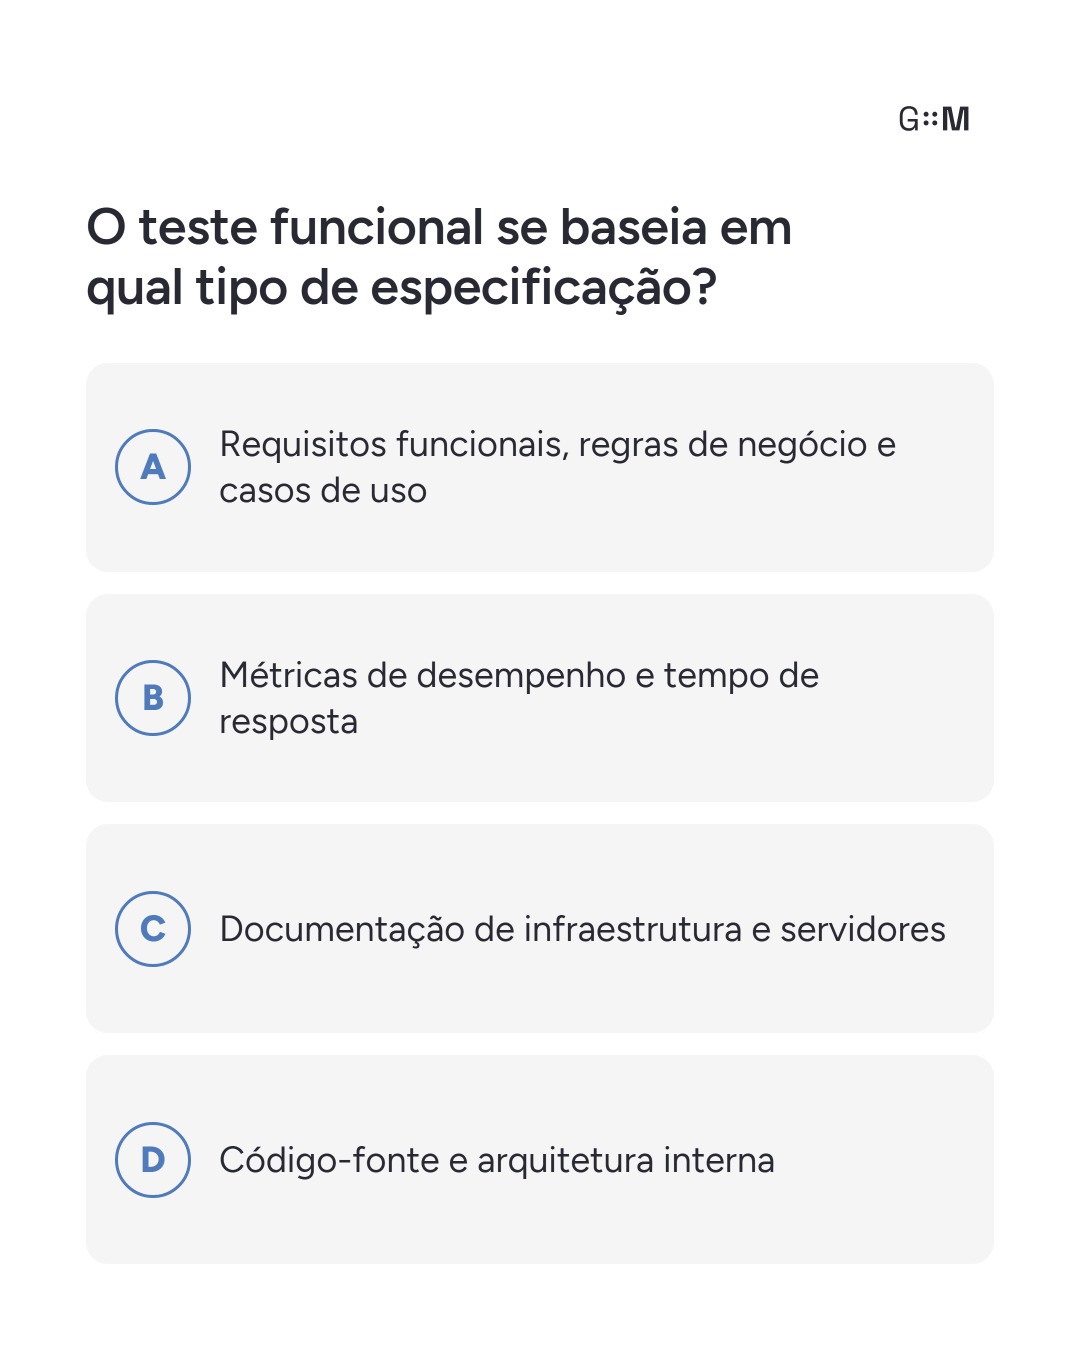 G::M
O teste funcional se baseia em
qual tipo de especificação?
A
Requisitos funcionais, regras de negócio e
casos de uso
B
Métricas de desempenho e tempo de
resposta
C
Documentação de infraestrutura e servidores
D
Código-fonte e arquitetura interna